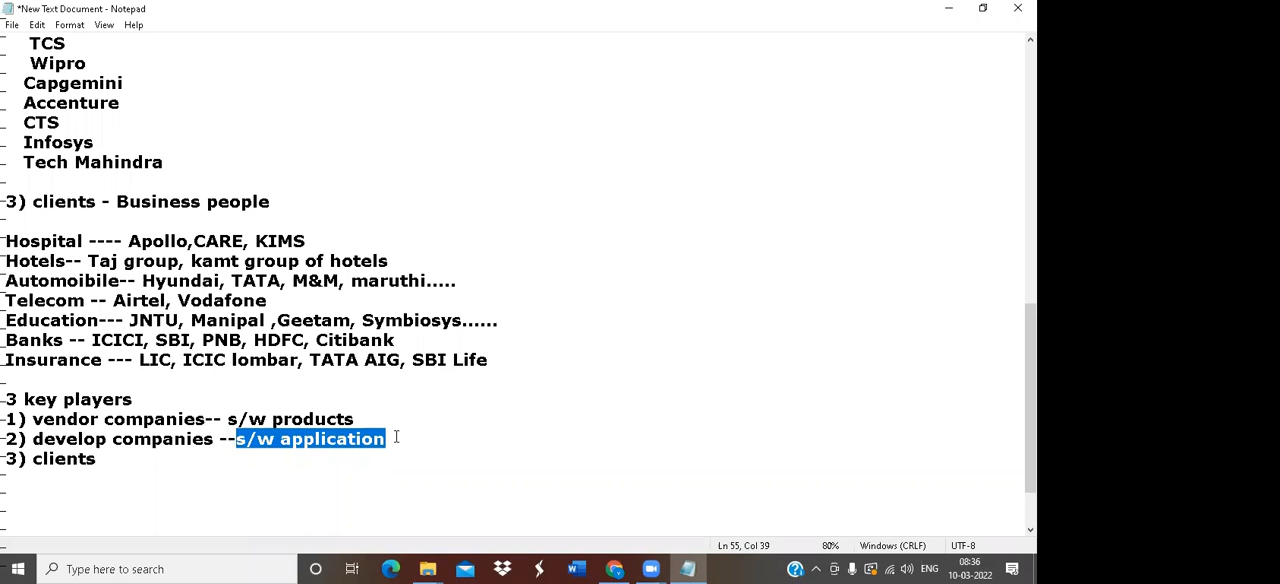 *New Text Document - Notepad
File Edit Format View Help
TCS
Wipro
Capgemini
Accenture
CTS
Infosys
Tech Mahindra
3) clients - Business people
Hospital ---- Apollo,CARE, KIMS
Hotels-- Taj group, kamt group of hotels
Automoibile-- Hyundai, TATA, M&M, maruthi.....
Telecom -- Airtel, Vodafone
Education--- JNTU, Manipal ,Geetam, Symbiosys......
Banks -- ICICI, SBI, PNB, HDFC, Citibank
Insurance --- LIC, ICIC lombar, TATA AIG, SBI Life
3 key players
1) vendor companies-- s/w products
2) develop companies --s/w application
3) clients
Ln 55, Col 39 80% Windows (CRLF) UTF-8
Type here to search
ENG
08:36
10-03-2022